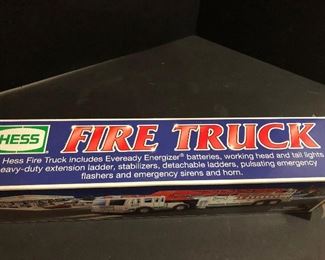 HESS
FIRE TRUCK
Hess Fire Truck includes Eveready Energizer® batteries, working head and tail lights
heavy-duty extension ladder, stabilizers, detachable ladders, pulsating emergency
flashers and emergency sirens and horn.